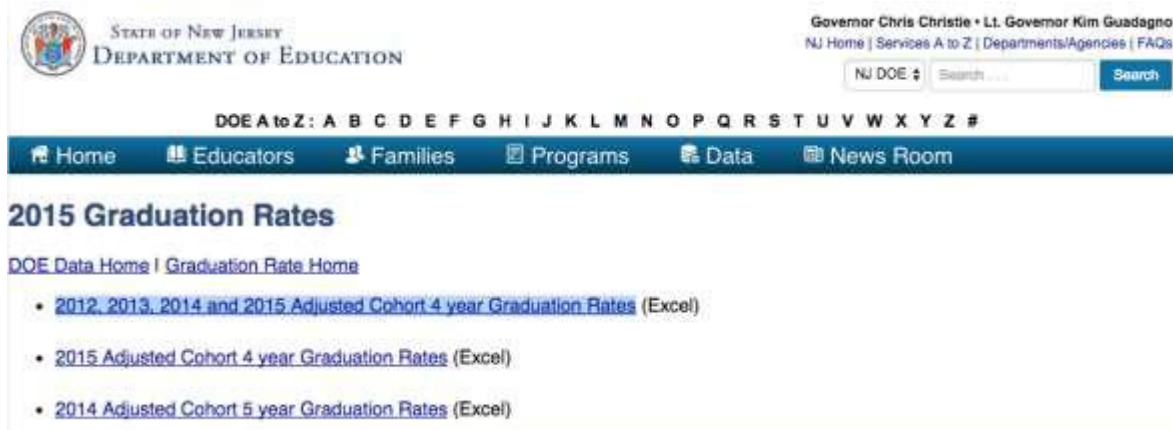 STATE OF NEW JERSEY
DEPARTMENT OF EDUCATION
Governor Chris Christie • Lt. Governor Kim Guadagno
NJ Home | Services A to Z | Departments/Agencies | FAQs
NJ DOE Search . . . Search
DOE A to Z : A B C D E F G H I J K L M N O P Q R S T U V W X Y Z #
Home Educators Families Programs Data News Room
2015 Graduation Rates
DOE Data Home | Graduation Rate Home
• 2012, 2013, 2014 and 2015 Adjusted Cohort 4 year Graduation Rates (Excel)
• 2015 Adjusted Cohort 4 year Graduation Rates (Excel)
• 2014 Adjusted Cohort 5 year Graduation Rates (Excel)